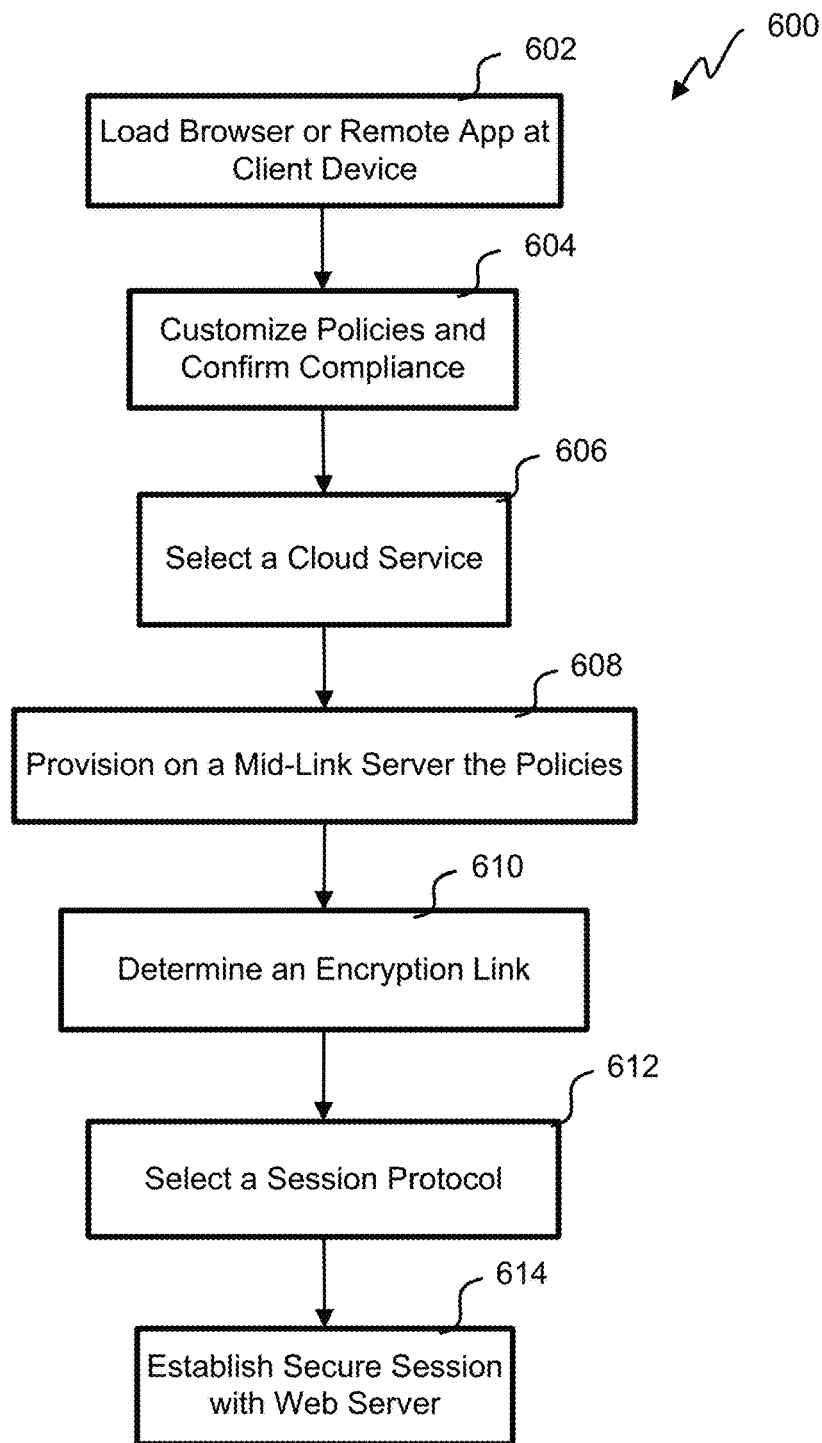 600
602
Load Browser or Remote App at
Client Device
604
Customize Policies and
Confirm Compliance
606
Select a Cloud Service
608
Provision on a Mid-Link Server the Policies
610
Determine an Encryption Link
612
Select a Session Protocol
614
Establish Secure Session
with Web Server